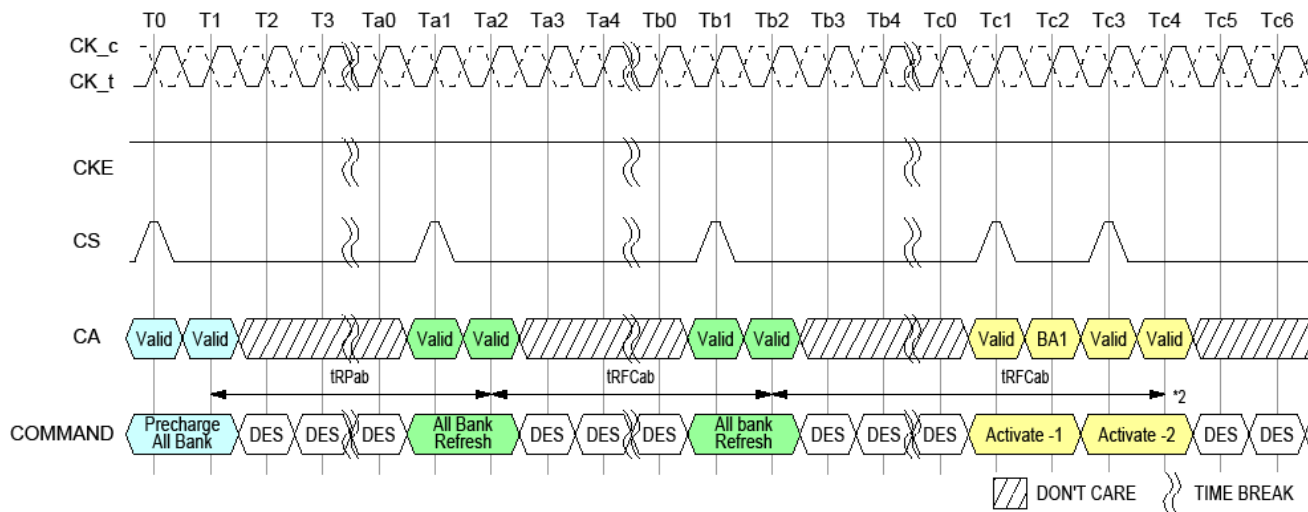 T0 T1 T2 T3 Ta0 Ta1 Ta2 Ta3 Ta4 Tb0 Tb1 Tb2 Tb3 Tb4 Tc0 Tc1 Tc2 Tc3 Tc4 Tc5 Tc6
CK_c
CK_t
CKE
CS
CA Valid Valid Valid Valid Valid Valid Valid BA1 Valid Valid
tRPab tRFCab tRFCab
*2
COMMAND Precharge All Bank DES DES DES All Bank Refresh DES DES DES All bank Refresh DES DES DES Activate -1 Activate -2 DES DES
DON'T CARE TIME BREAK